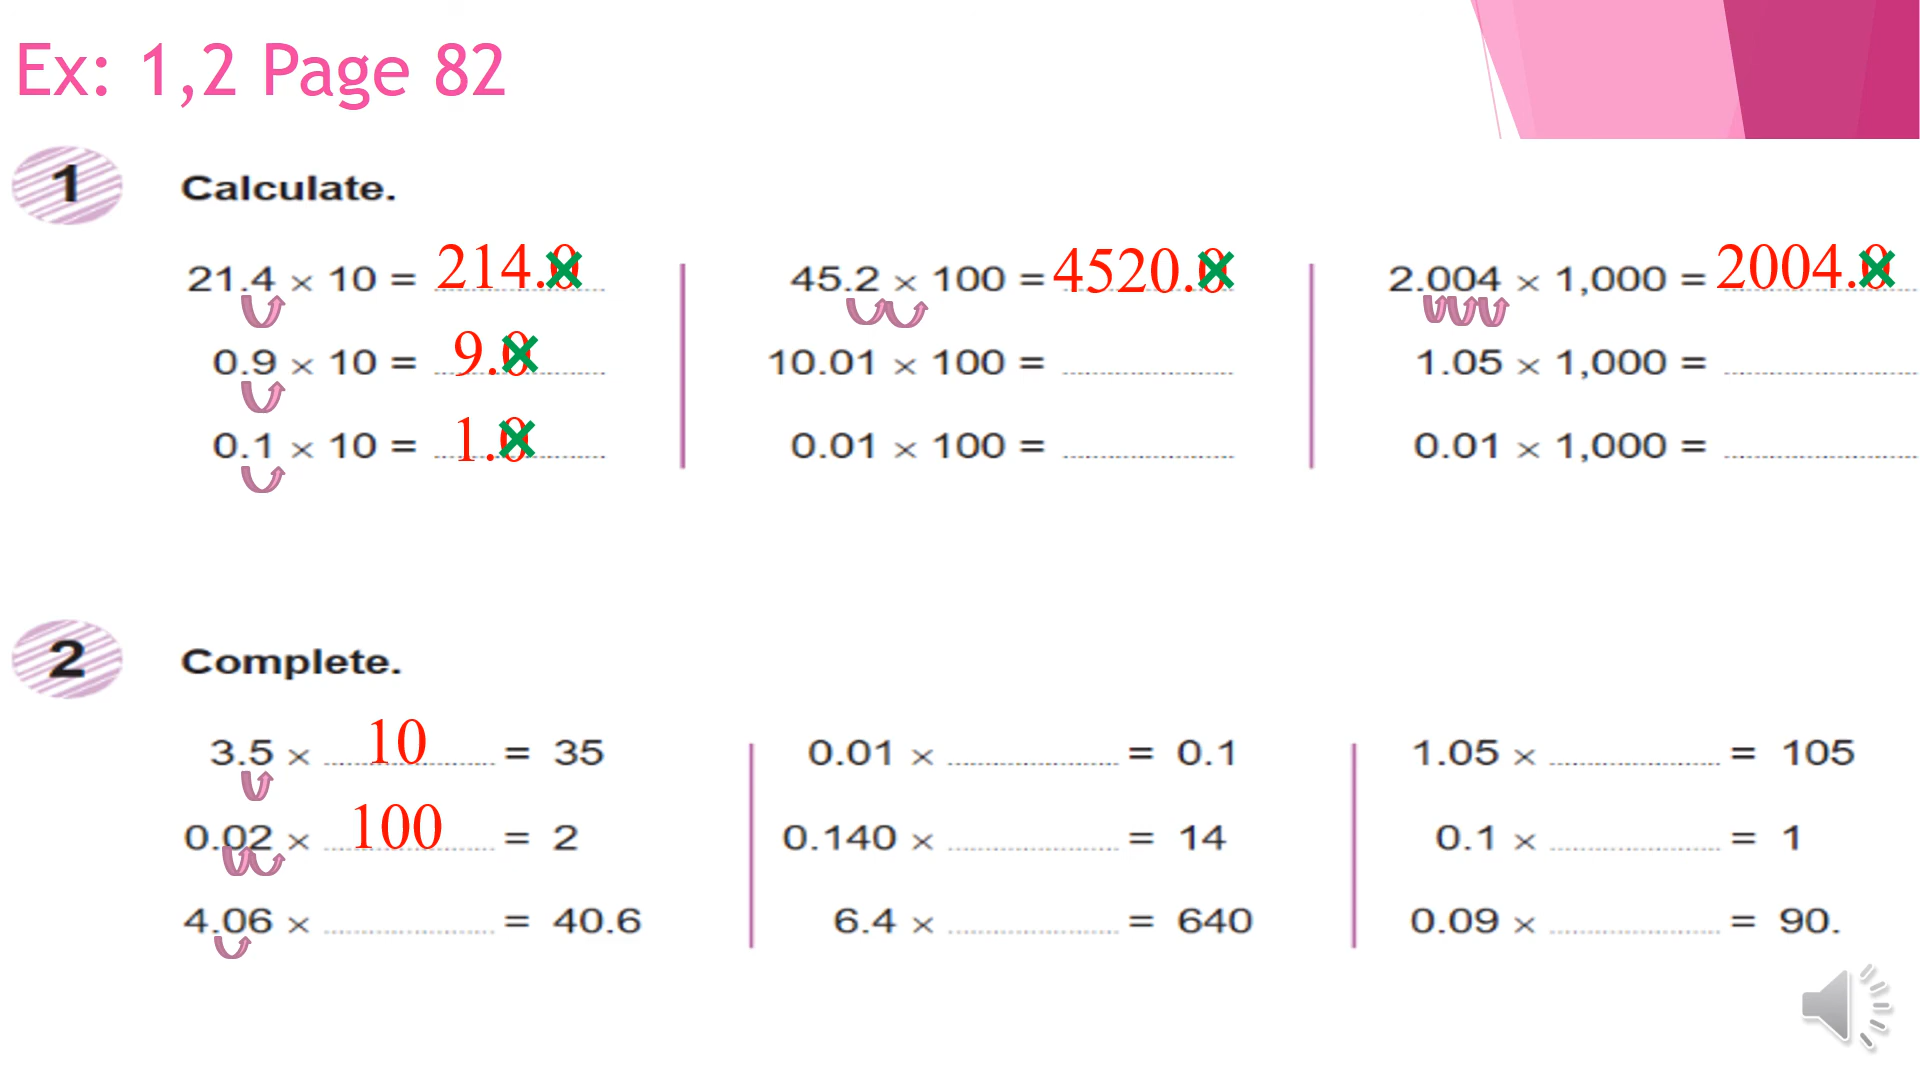 Ex: 1,2 Page 82
1 Calculate.
21.4 × 10 = 214.0
45.2 × 100 = 4520.0
2.004 × 1,000 = 2004.0
0.9 × 10 = 9.0
10.01 × 100 =
1.05 × 1,000 =
0.1 × 10 = 1.0
0.01 × 100 =
0.01 × 1,000 =
2 Complete.
3.5 × 10 = 35
0.01 × = 0.1
1.05 × = 105
0.02 × 100 = 2
0.140 × = 14
0.1 × = 1
4.06 × = 40.6
6.4 × = 640
0.09 × = 90.